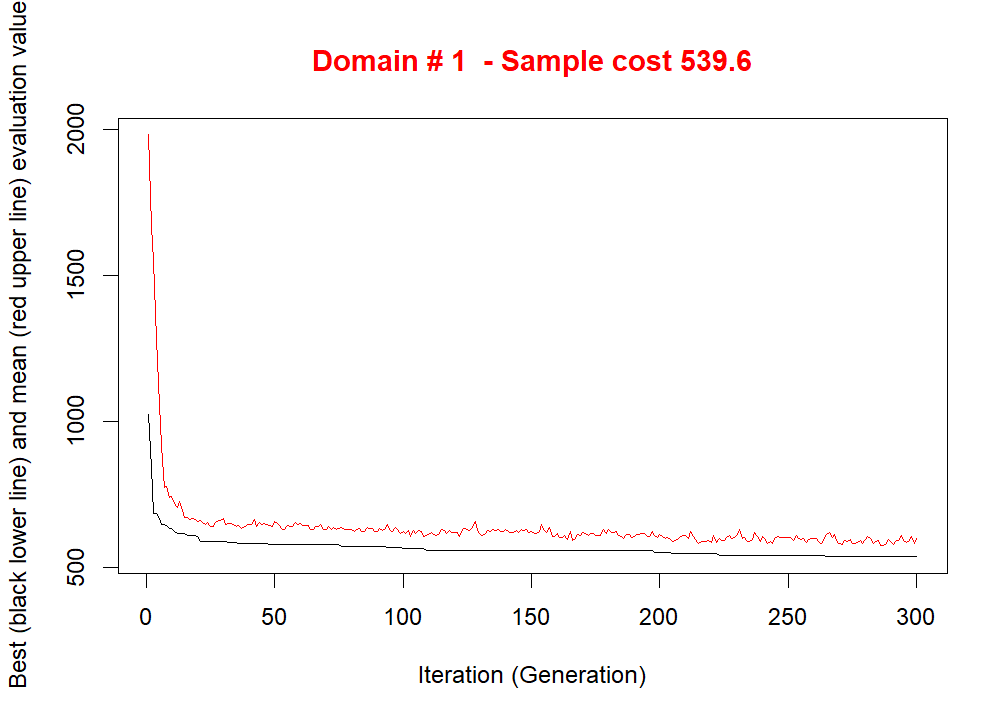 Domain # 1  - Sample cost 539.6
Best (black lower line) and mean (red upper line) evaluation value
2000
1500
1000
500
0 50 100 150 200 250 300
Iteration (Generation)